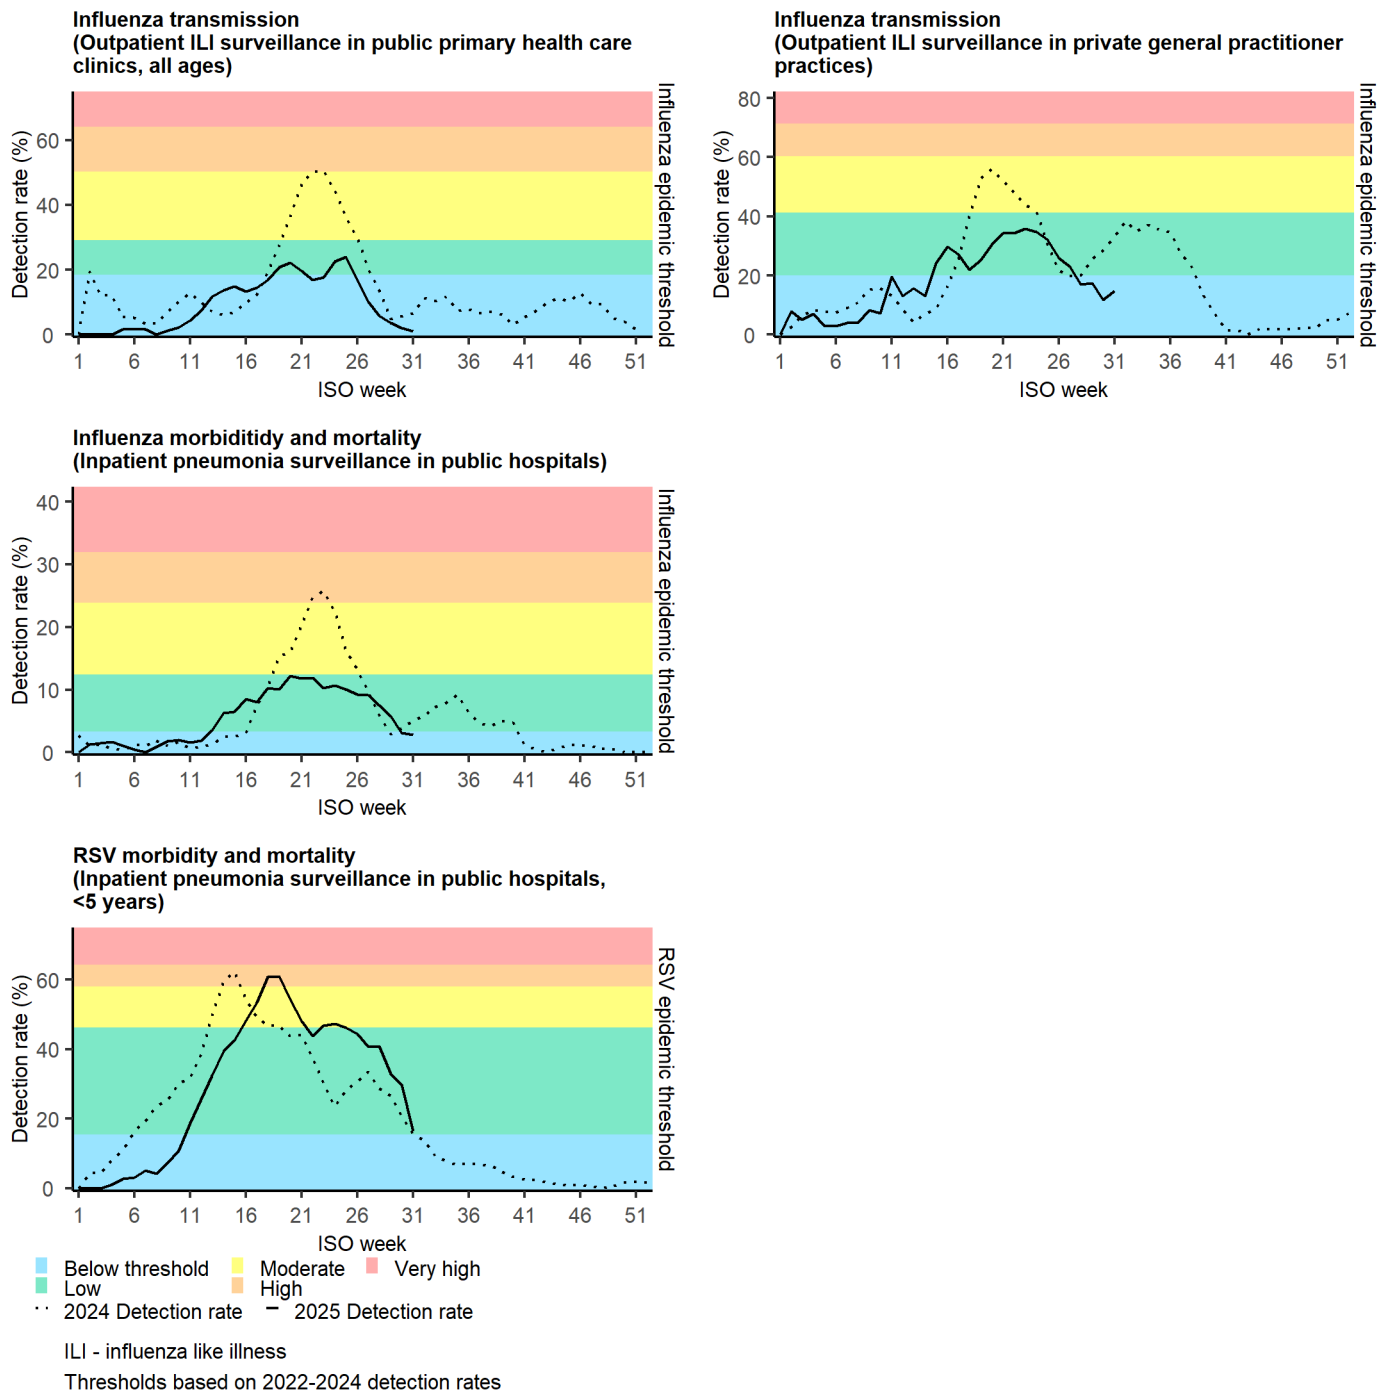 Influenza transmission
(Outpatient ILI surveillance in public primary health care
clinics, all ages)
Detection rate (%)
60
40
20
0
1 6 11 16 21 26 31 36 41 46 51
ISO week
Influenza epidemic threshold
Influenza transmission
(Outpatient ILI surveillance in private general practitioner
practices)
Detection rate (%)
80
60
40
20
0
1 6 11 16 21 26 31 36 41 46 51
ISO week
Influenza epidemic threshold
Influenza morbiditidy and mortality
(Inpatient pneumonia surveillance in public hospitals)
Detection rate (%)
40
30
20
10
0
1 6 11 16 21 26 31 36 41 46 51
ISO week
Influenza epidemic threshold
RSV morbidity and mortality
(Inpatient pneumonia surveillance in public hospitals,
<5 years)
Detection rate (%)
60
40
20
0
1 6 11 16 21 26 31 36 41 46 51
ISO week
RSV epidemic threshold
Below threshold Moderate Very high
Low High
2024 Detection rate 2025 Detection rate
ILI - influenza like illness
Thresholds based on 2022-2024 detection rates